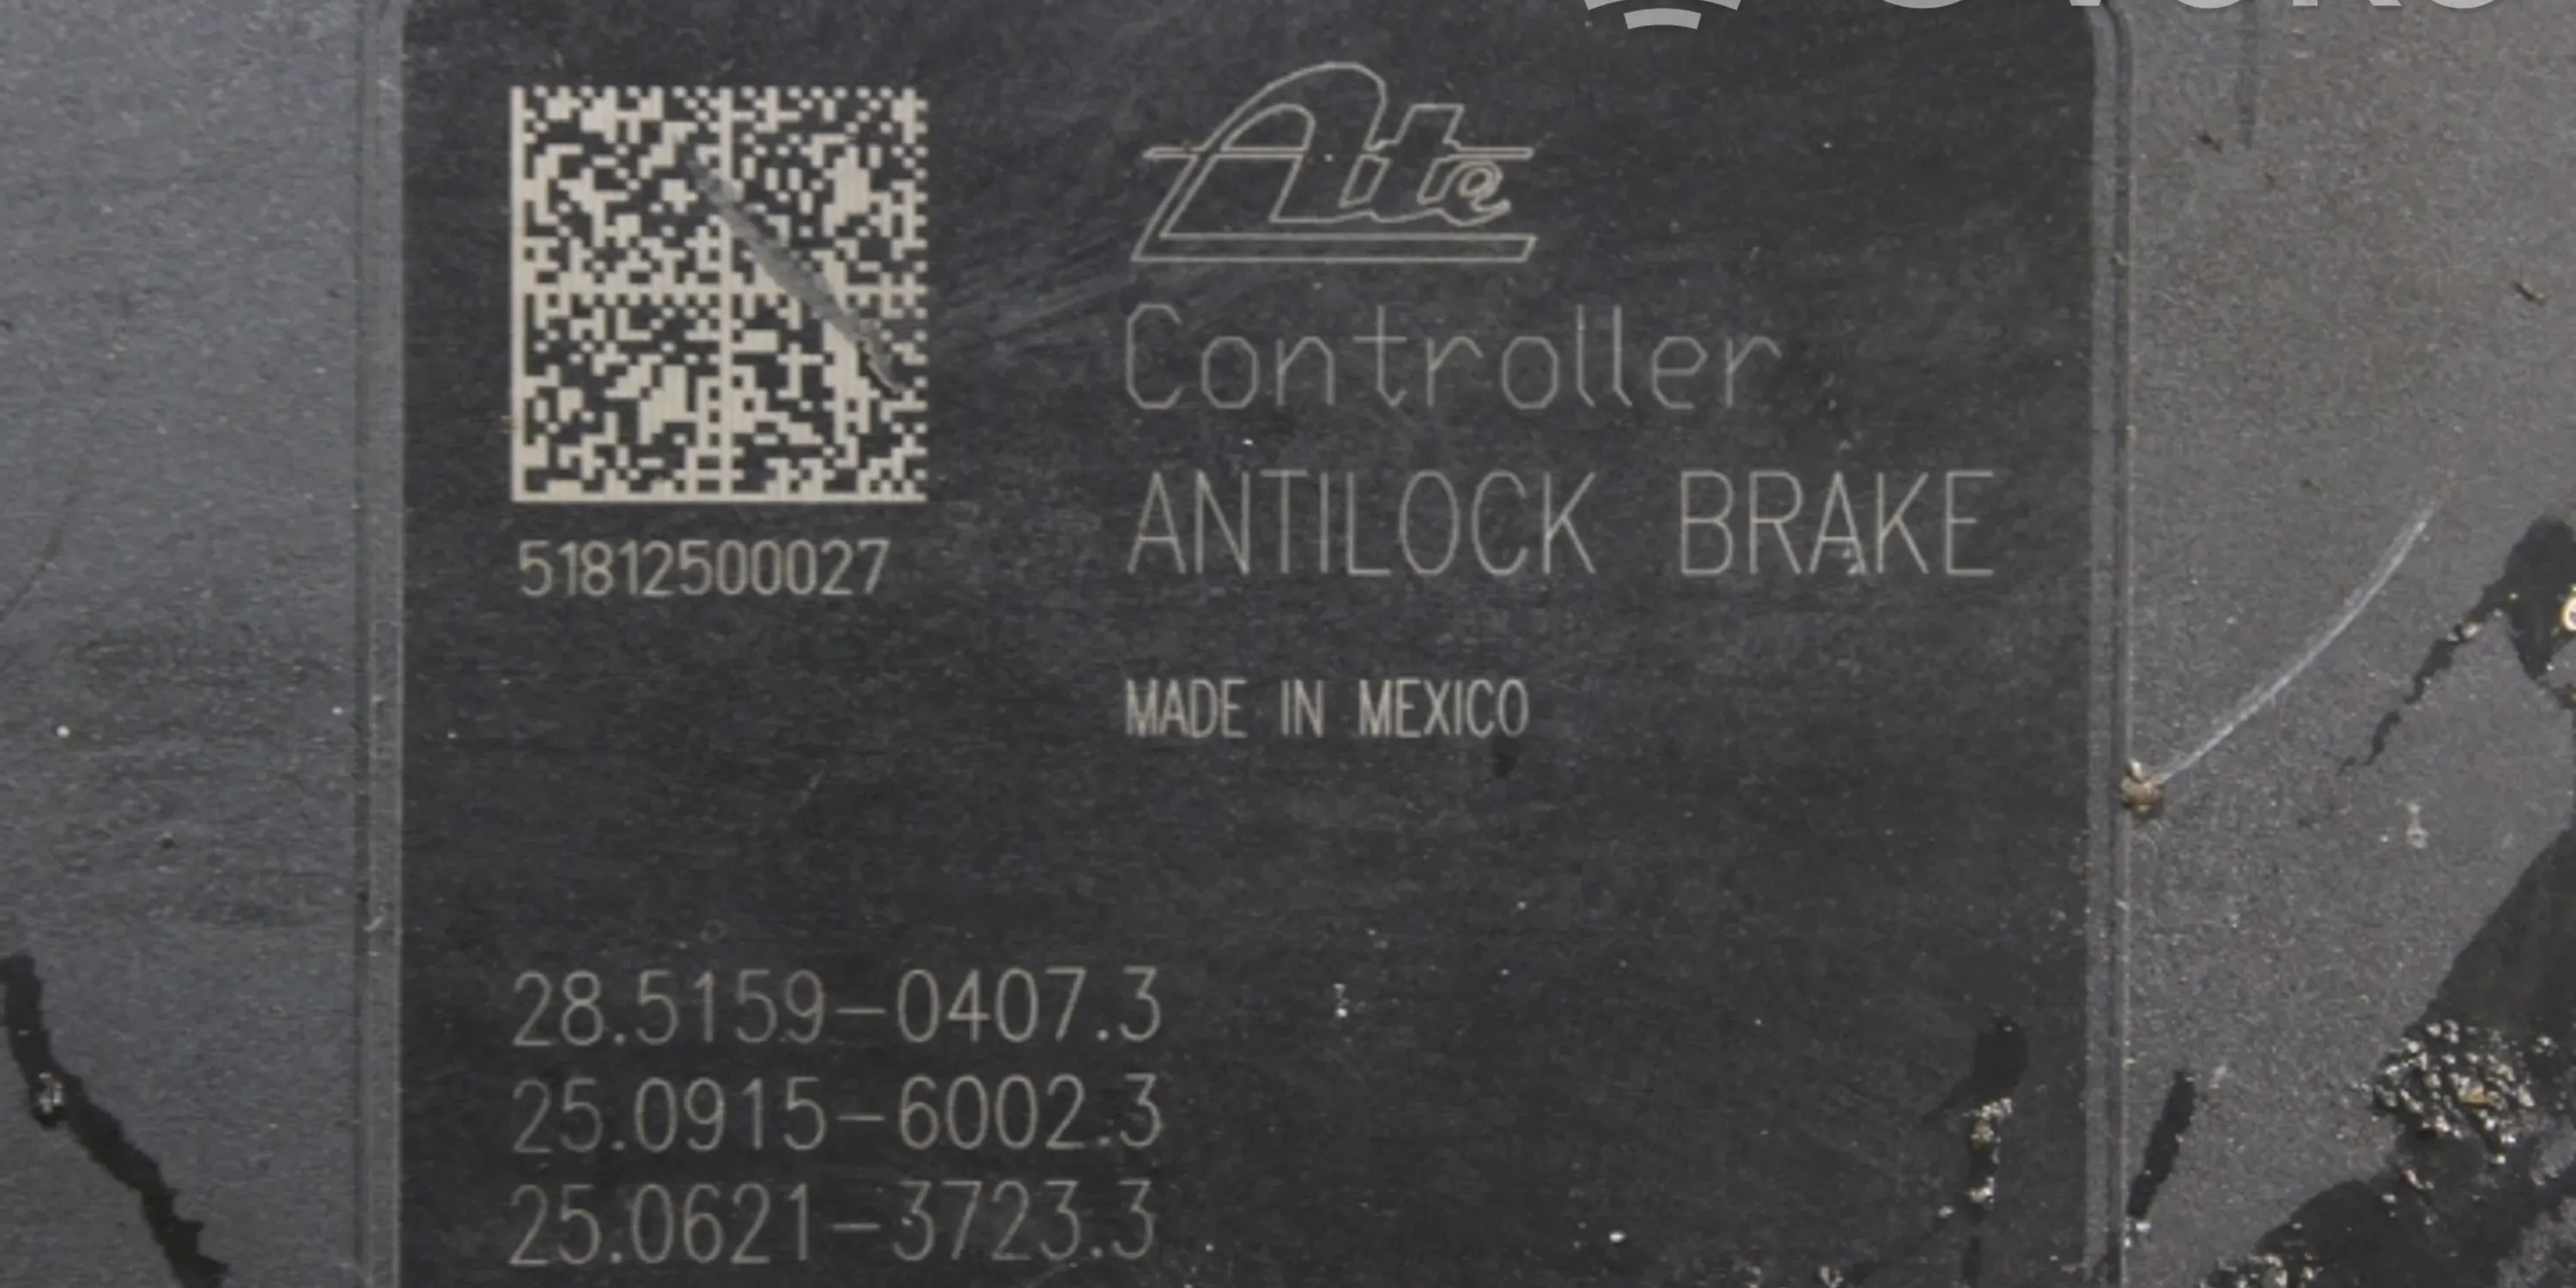 Ate
Controller
ANTILOCK BRAKE
51812500027
MADE IN MEXICO
28.5159-0407.3
25.0915-6002.3
25.0621-3723.3